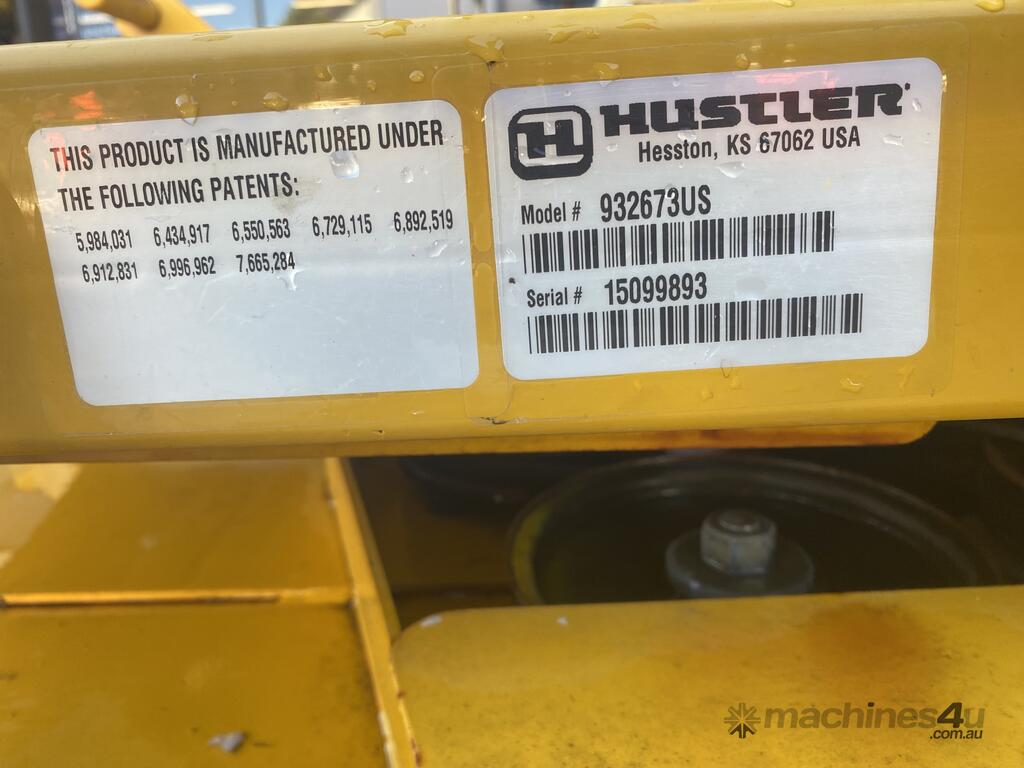 THIS PRODUCT IS MANUFACTURED UNDER
THE FOLLOWING PATENTS:
5,984,031 6,434,917 6,550,563 6,729,115 6,892,519
6,912,831 6,996,962 7,665,284
H HUSTLER
Hesston, KS 67062 USA
Model # 932673US
Serial # 15099893
machines4u
.com.au